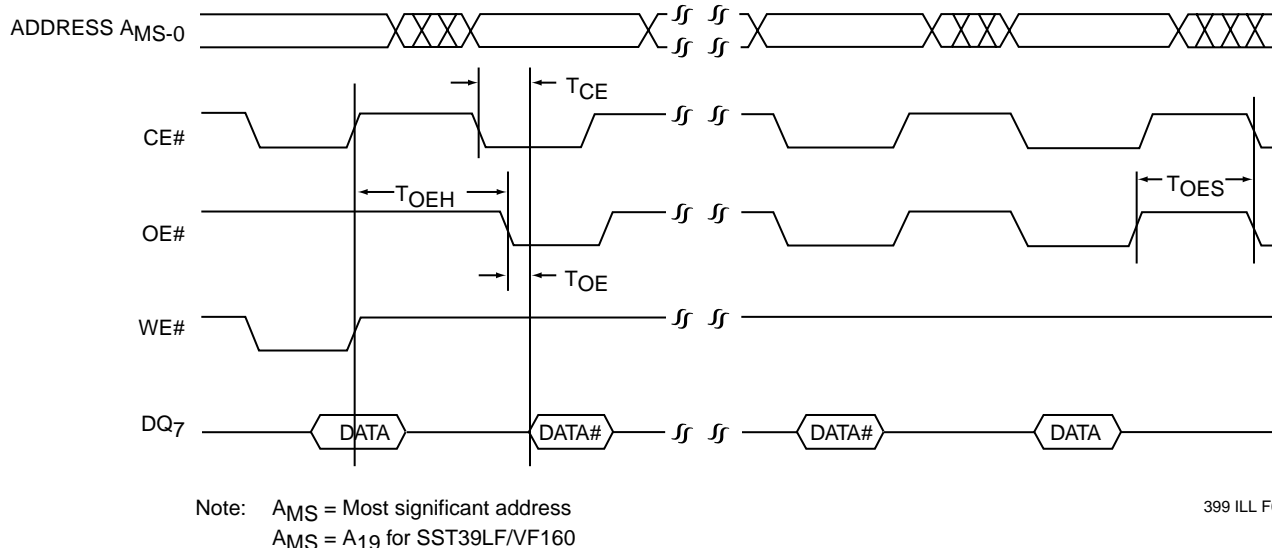 ADDRESS AMS-0
TCE
CE#
TOEH
TOES
OE#
TOE
WE#
DQ7
DATA
DATA#
DATA#
DATA
Note: AMS = Most significant address
AMS = A19 for SST39LF/VF160
399 ILL